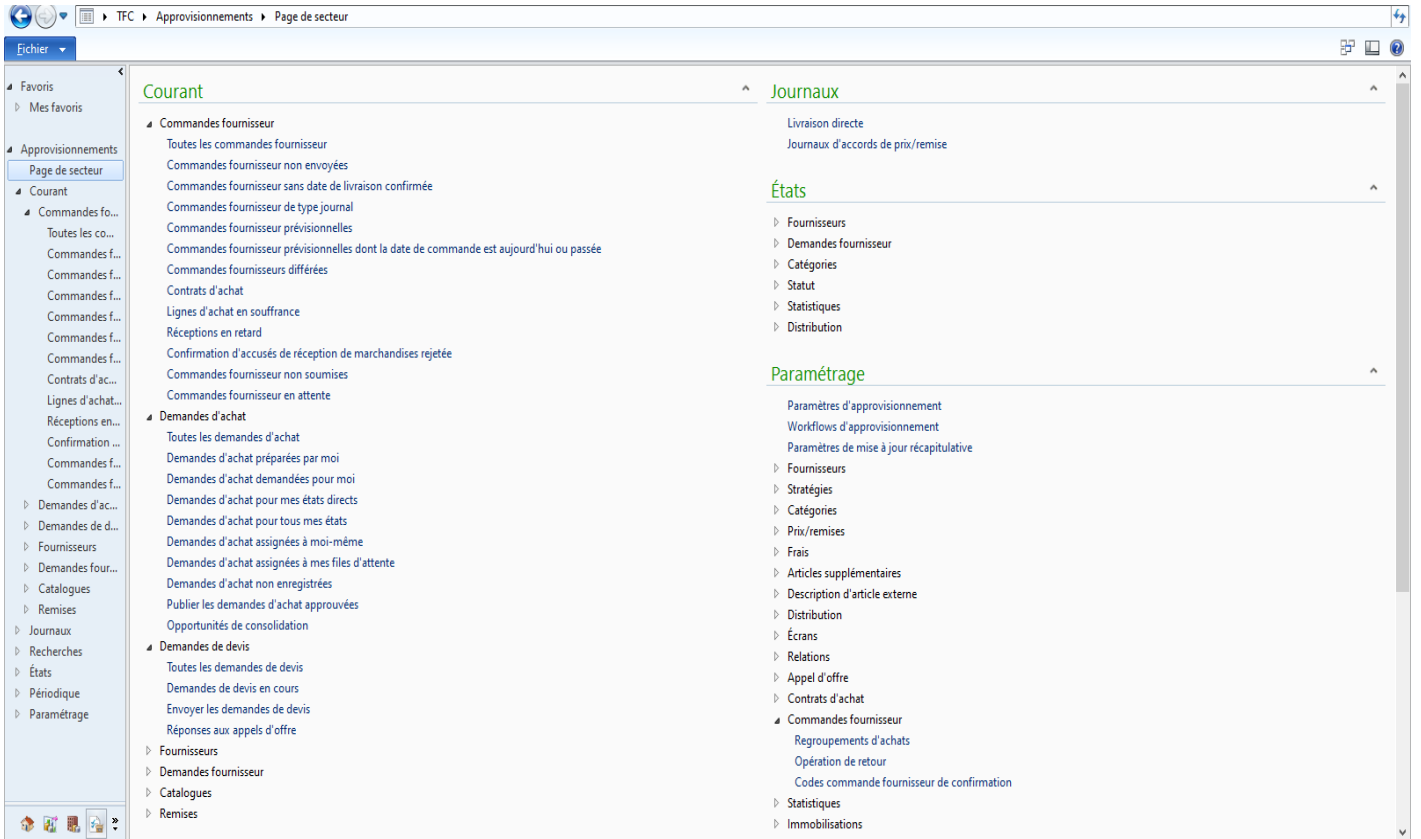 TFC Approvisionnements Page de secteur
Fichier
Favoris
Mes favoris
Approvisionnements
Page de secteur
Courant
Commandes fo...
Toutes les co...
Commandes f...
Commandes f...
Commandes f...
Commandes f...
Commandes f...
Commandes f...
Contrats d'ac...
Lignes d'achat...
Réceptions en...
Confirmation ...
Commandes f...
Commandes f...
Demandes d'ac...
Demandes de d...
Fournisseurs
Demandes four...
Catalogues
Remises
Journaux
Recherches
États
Périodique
Paramétrage
Courant
Commandes fournisseur
Toutes les commandes fournisseur
Commandes fournisseur non envoyées
Commandes fournisseur sans date de livraison confirmée
Commandes fournisseur de type journal
Commandes fournisseur prévisionnelles
Commandes fournisseur prévisionnelles dont la date de commande est aujourd'hui ou passée
Commandes fournisseurs différées
Contrats d'achat
Lignes d'achat en souffrance
Réceptions en retard
Confirmation d'accusés de réception de marchandises rejetée
Commandes fournisseur non soumises
Commandes fournisseur en attente
Demandes d'achat
Toutes les demandes d'achat
Demandes d'achat préparées par moi
Demandes d'achat demandées pour moi
Demandes d'achat pour mes états directs
Demandes d'achat pour tous mes états
Demandes d'achat assignées à moi-même
Demandes d'achat assignées à mes files d'attente
Demandes d'achat non enregistrées
Publier les demandes d'achat approuvées
Opportunités de consolidation
Demandes de devis
Toutes les demandes de devis
Demandes de devis en cours
Envoyer les demandes de devis
Réponses aux appels d'offre
Fournisseurs
Demandes fournisseur
Catalogues
Remises
Journaux
Livraison directe
Journaux d'accords de prix/remise
États
Fournisseurs
Demandes fournisseur
Catégories
Statut
Statistiques
Distribution
Paramétrage
Paramètres d'approvisionnement
Workflows d'approvisionnement
Paramètres de mise à jour récapitulative
Fournisseurs
Stratégies
Catégories
Prix/remises
Frais
Articles supplémentaires
Description d'article externe
Distribution
Écrans
Relations
Appel d'offre
Contrats d'achat
Commandes fournisseur
Regroupements d'achats
Opération de retour
Codes commande fournisseur de confirmation
Statistiques
Immobilisations